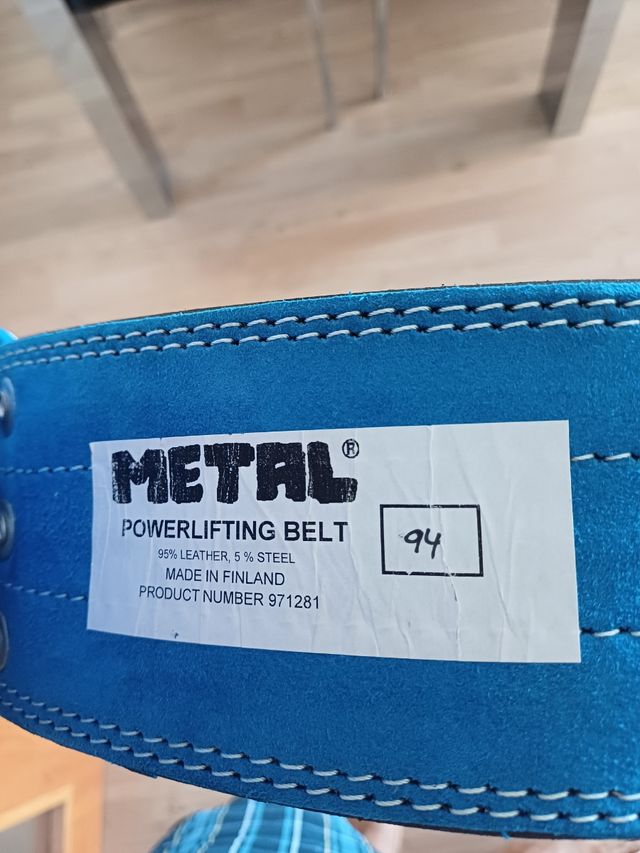 METAL®
POWERLIFTING BELT
95% LEATHER, 5 % STEEL
MADE IN FINLAND
PRODUCT NUMBER 971281
94